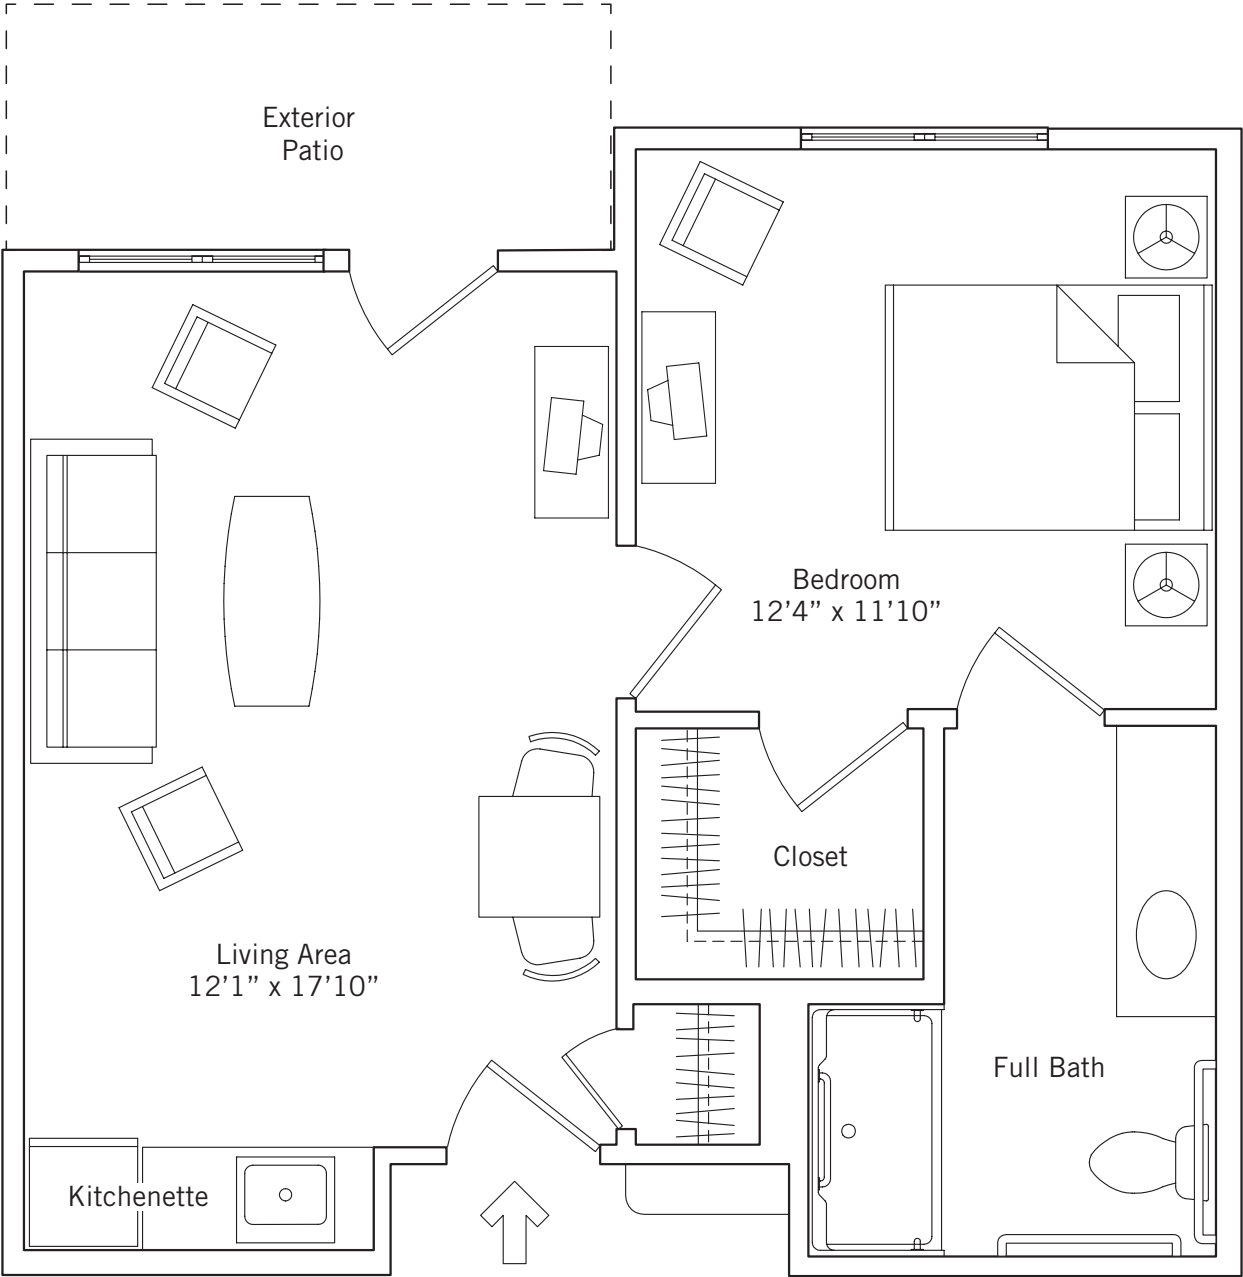 Exterior
Patio
Bedroom
12’4” x 11’10”
Closet
Living Area
12’1” x 17’10”
Full Bath
Kitchenette